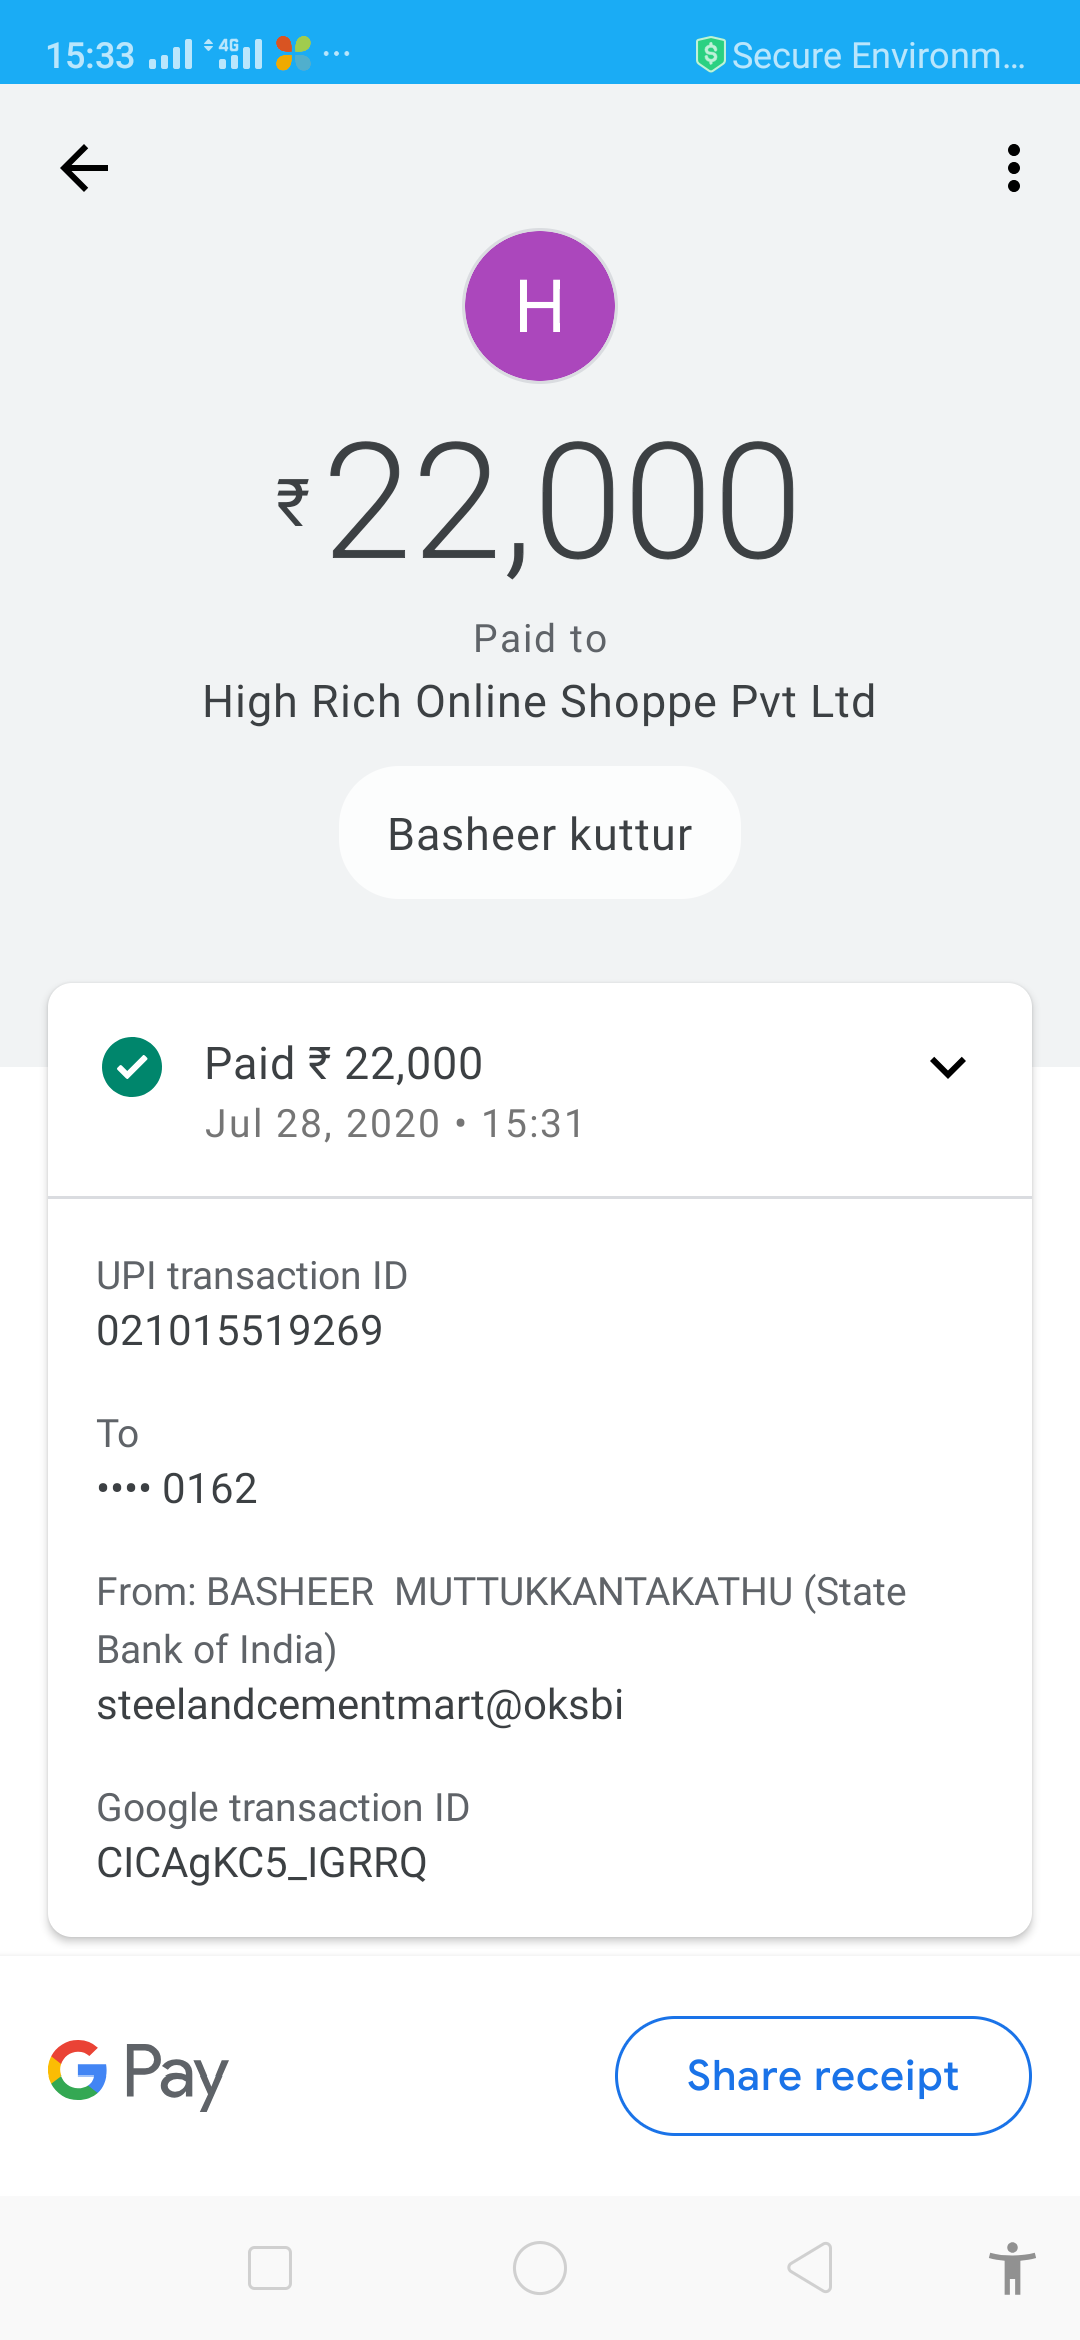 15:33 4G ... Secure Environm...
H
₹22,000
Paid to
High Rich Online Shoppe Pvt Ltd
Basheer kuttur
Paid ₹ 22,000
Jul 28, 2020 • 15:31
UPI transaction ID
021015519269
To
•••• 0162
From: BASHEER  MUTTUKKANTAKATHU (State
Bank of India)
steelandcementmart@oksbi
Google transaction ID
CICAgKC5_IGRRQ
G Pay
Share receipt